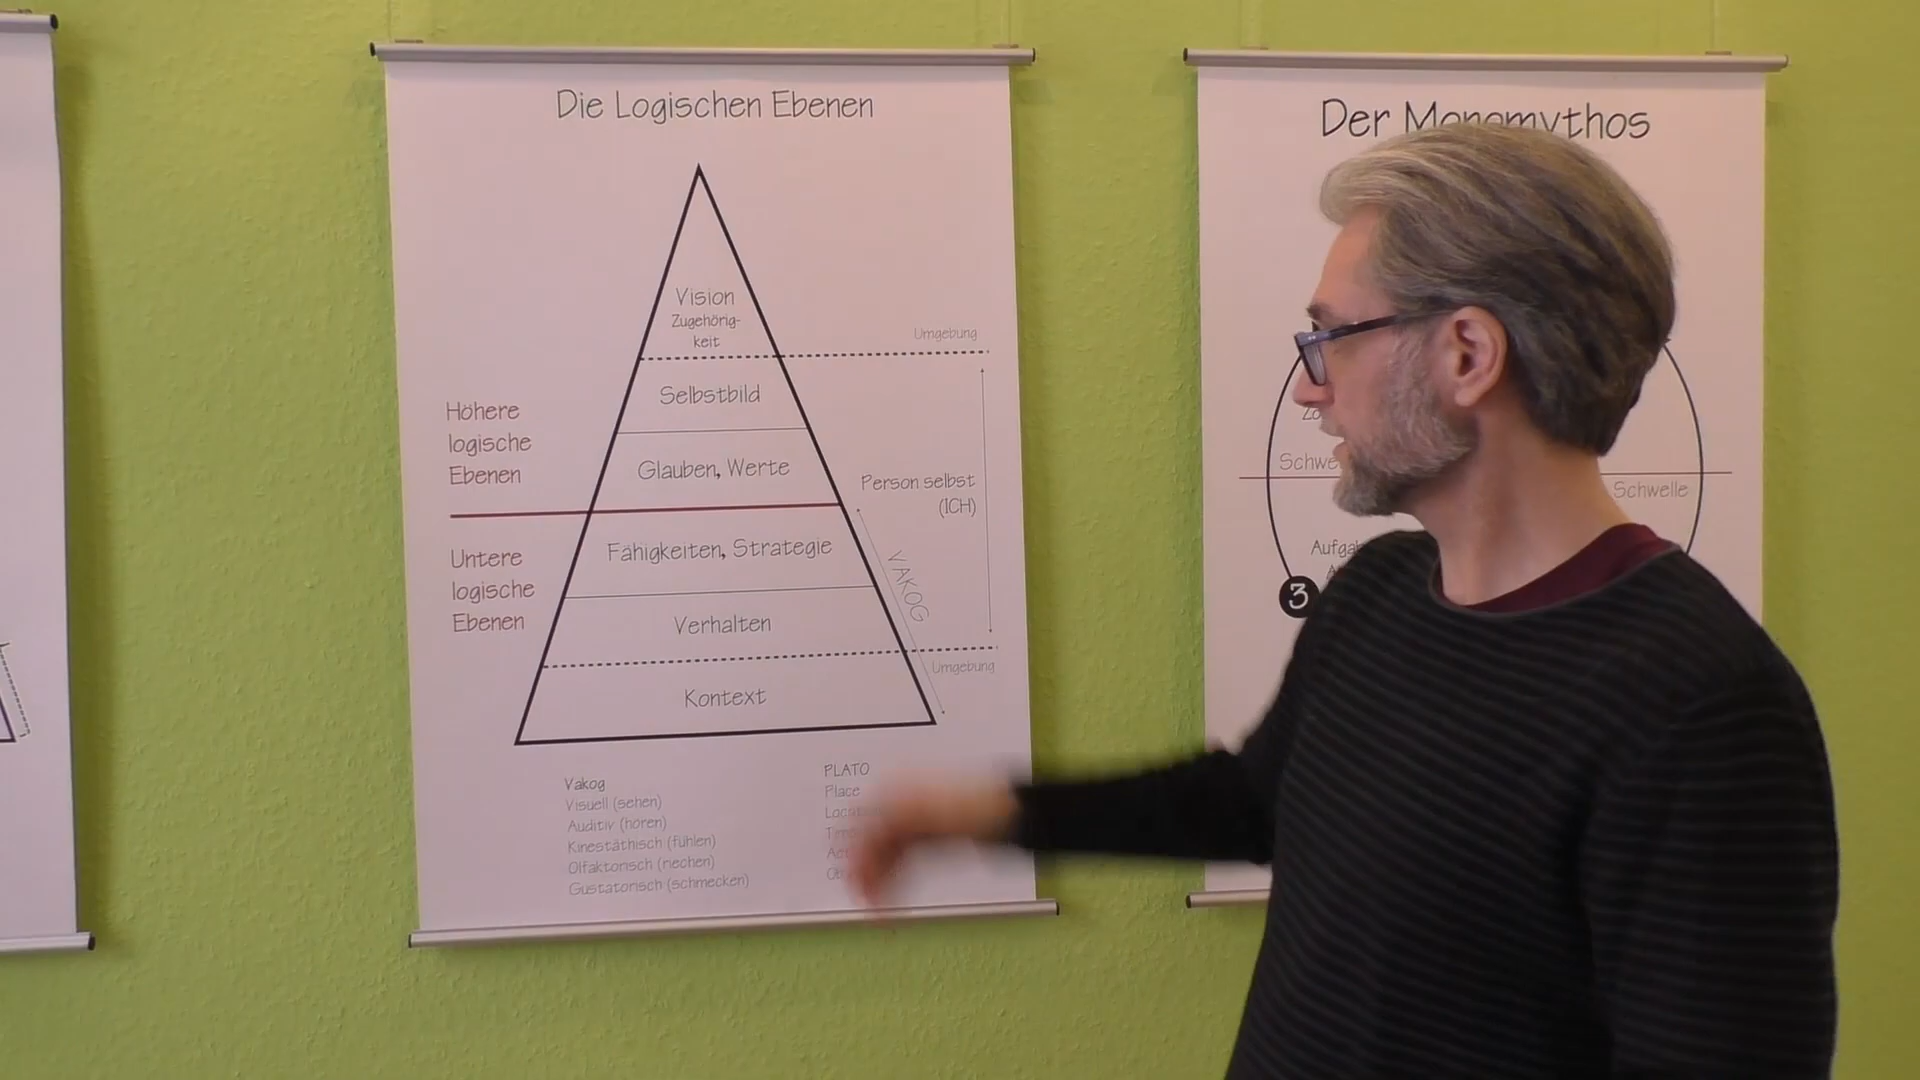 Die Logischen Ebenen
Vision
Zugehörig-
keit
Umgebung
Selbstbild
Höhere
logische
Ebenen
Glauben, Werte
Person selbst
(ICH)
Fähigkeiten, Strategie
Untere
logische
Ebenen
VAKOG
Verhalten
Umgebung
Kontext
Vakog
Visuell (sehen)
Auditiv (hören)
Kinestäthisch (fühlen)
Olfaktorisch (riechen)
Gustatorisch (schmecken)
PLATO
Place
Der Monomythos
Schwelle
3